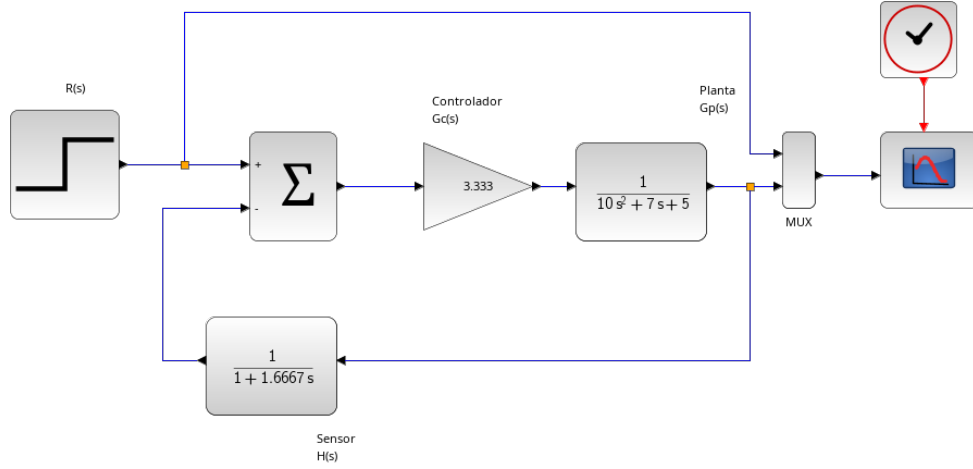 R(s)
Controlador
Gc(s)
Planta
Gp(s)
+
-
Σ
3.333
1
10 s² + 7 s + 5
MUX
1
1 + 1.6667 s
Sensor
H(s)